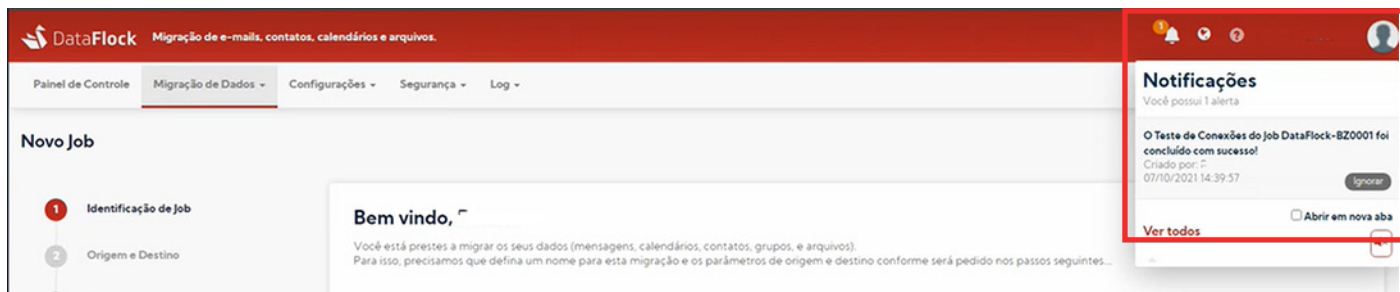 DataFlock Migração de e-mails, contatos, calendários e arquivos.
1
Painel de Controle Migração de Dados Configurações Segurança Log
Novo Job
1 Identificação de Job
2 Origem e Destino
Bem vindo,
Você está prestes a migrar os seus dados (mensagens, calendários, contatos, grupos, e arquivos).
Para isso, precisamos que defina um nome para esta migração e os parâmetros de origem e destino conforme será pedido nos passos seguintes...
Notificações
Você possui 1 alerta
O Teste de Conexões do Job DataFlock-BZ0001 foi
concluído com sucesso!
Criado por:
07/10/2021 14:39:57
Ignorar
Abrir em nova aba
Ver todos